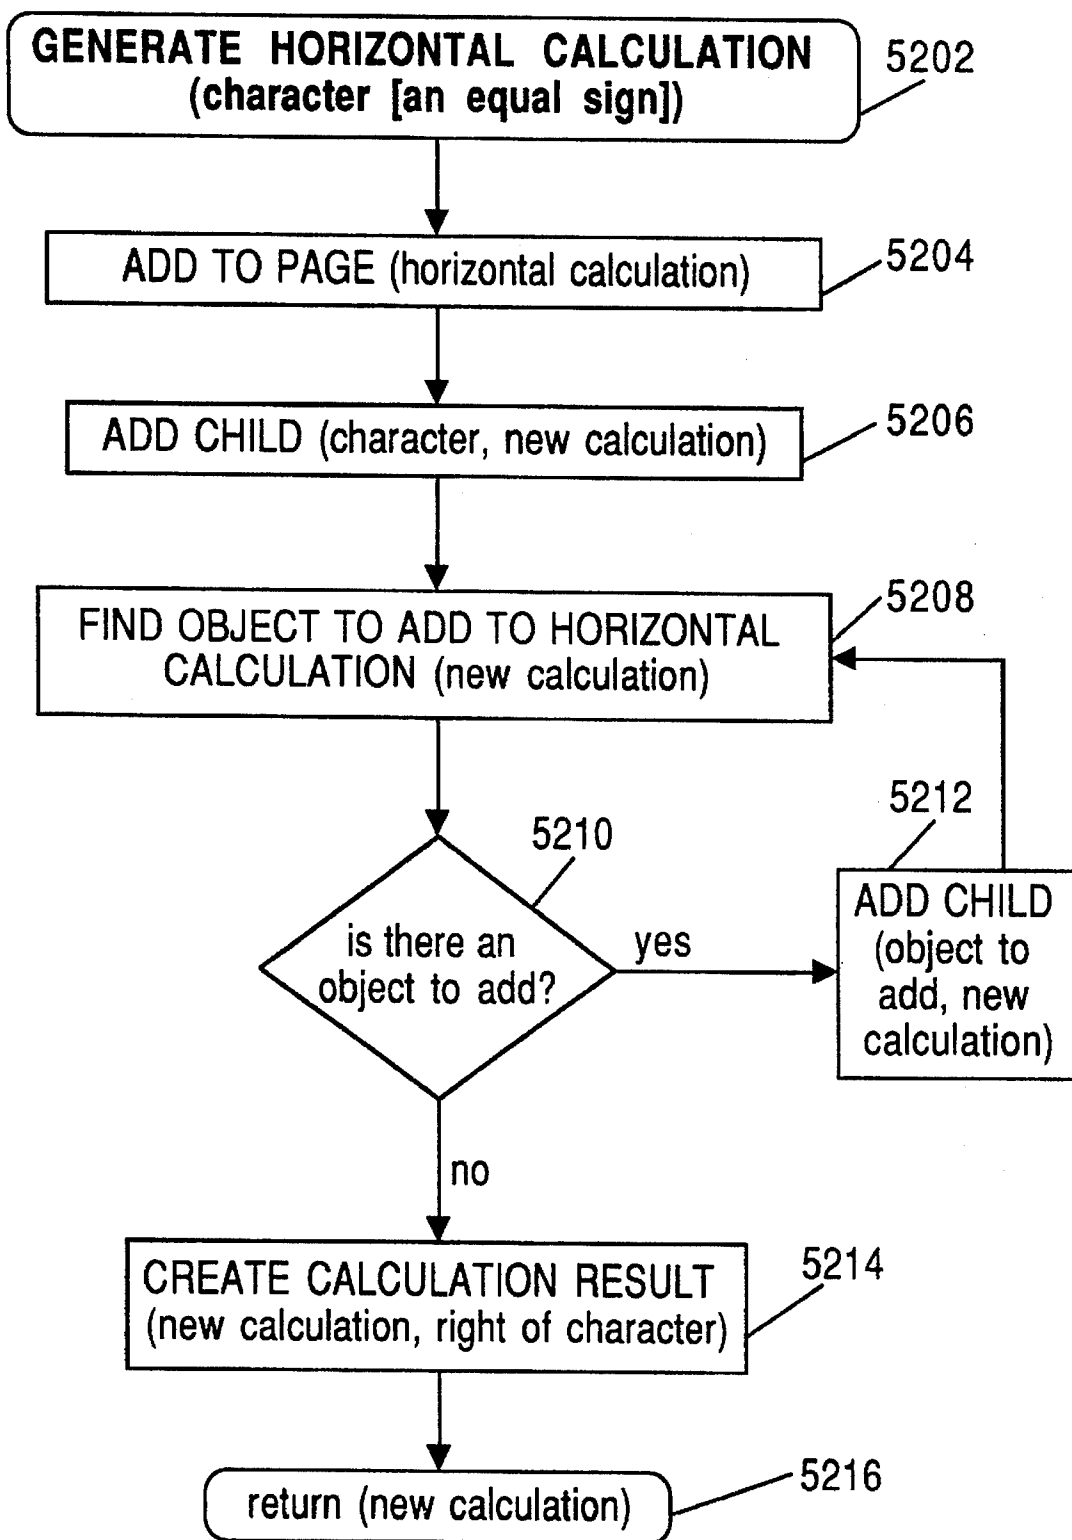 GENERATE HORIZONTAL CALCULATION
(character [an equal sign])
5202
ADD TO PAGE (horizontal calculation)
5204
ADD CHILD (character, new calculation)
5206
FIND OBJECT TO ADD TO HORIZONTAL
CALCULATION (new calculation)
5208
is there an
object to add?
5210
yes
ADD CHILD
(object to
add, new
calculation)
5212
no
CREATE CALCULATION RESULT
(new calculation, right of character)
5214
return (new calculation)
5216